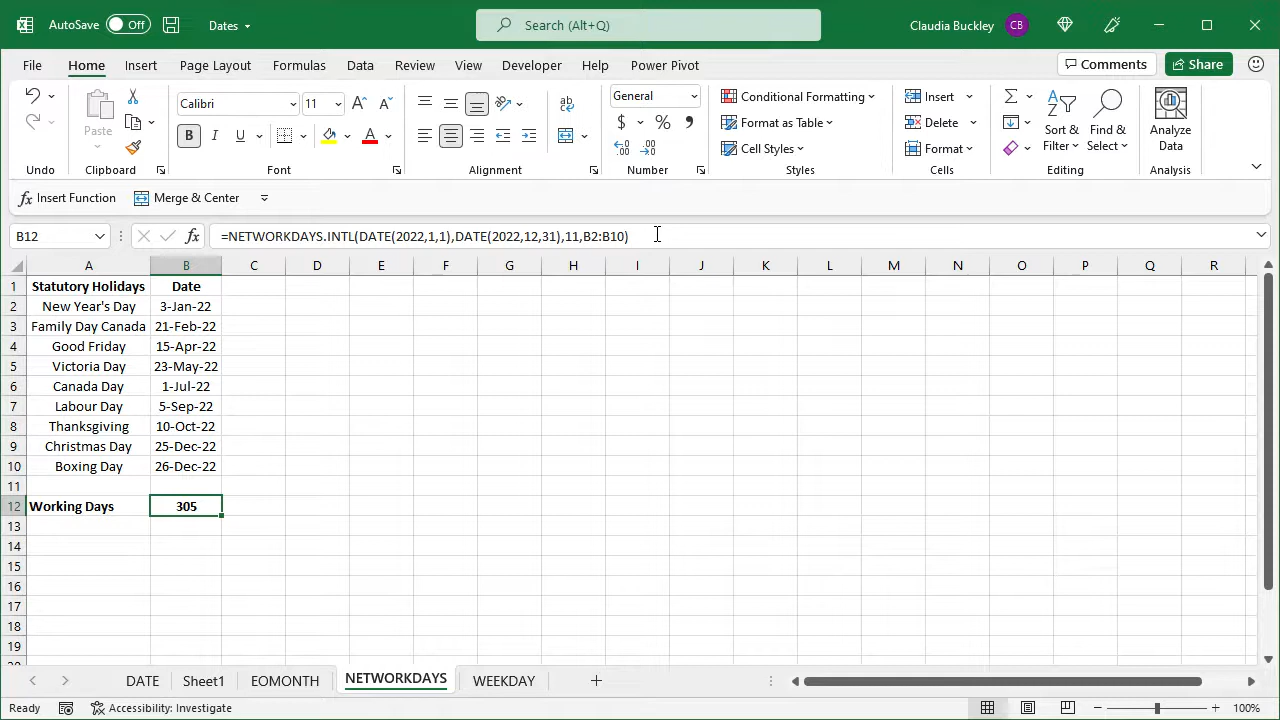 AutoSave Off Dates Search (Alt+Q) Claudia Buckley CB
File Home Insert Page Layout Formulas Data Review View Developer Help Power Pivot Comments Share
Paste Calibri 11 General Conditional Formatting Insert Sort & Filter Find & Select Analyze Data
B I U Format as Table Delete
Cell Styles Format
Undo Clipboard Font Alignment Number Styles Cells Editing Analysis
fx Insert Function Merge & Center
B12 fx =NETWORKDAYS.INTL(DATE(2022,1,1),DATE(2022,12,31),11,B2:B10)
A B C D E F G H I J K L M N O P Q R
1 Statutory Holidays Date
2 New Year's Day 3-Jan-22
3 Family Day Canada 21-Feb-22
4 Good Friday 15-Apr-22
5 Victoria Day 23-May-22
6 Canada Day 1-Jul-22
7 Labour Day 5-Sep-22
8 Thanksgiving 10-Oct-22
9 Christmas Day 25-Dec-22
10 Boxing Day 26-Dec-22
11
12 Working Days 305
13
14
15
16
17
18
19
DATE Sheet1 EOMONTH NETWORKDAYS WEEKDAY
Ready Accessibility: Investigate 100%